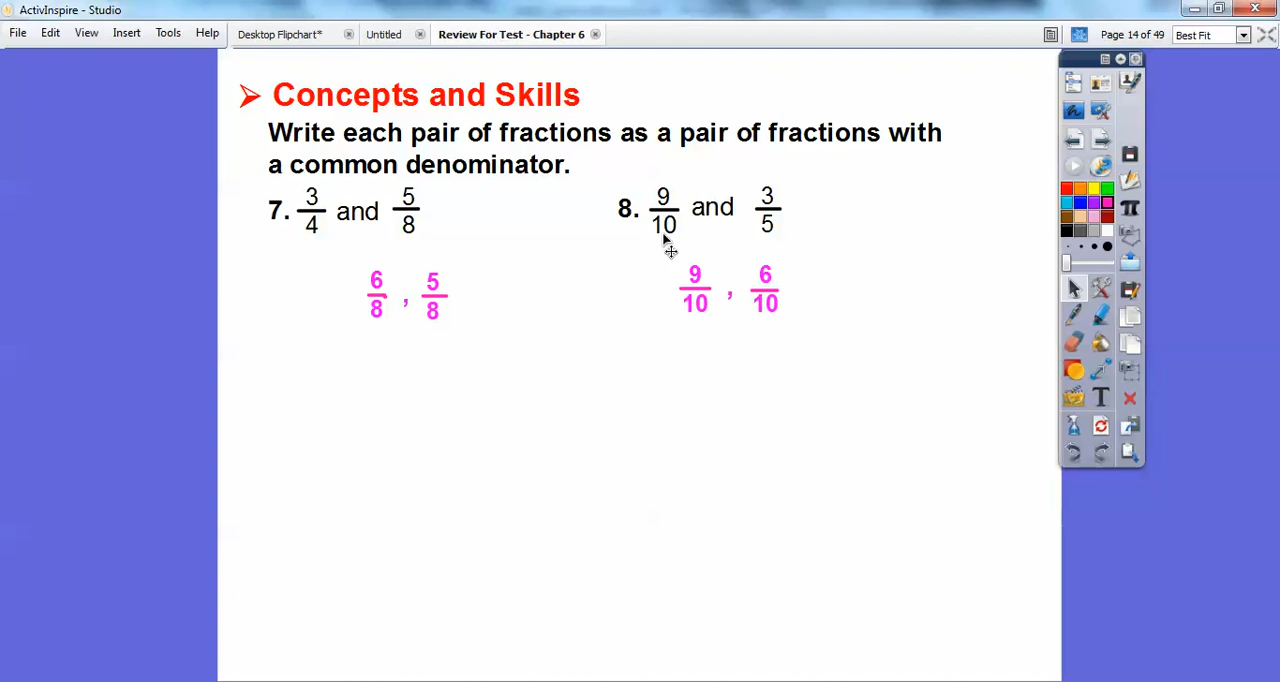 ActivInspire - Studio
File Edit View Insert Tools Help
Desktop Flipchart*
Untitled
Review For Test - Chapter 6
Page 14 of 49
Best Fit
➢ Concepts and Skills
Write each pair of fractions as a pair of fractions with
a common denominator.
7. 3/4 and 5/8
8. 9/10 and 3/5
6/8 , 5/8
9/10 , 6/10